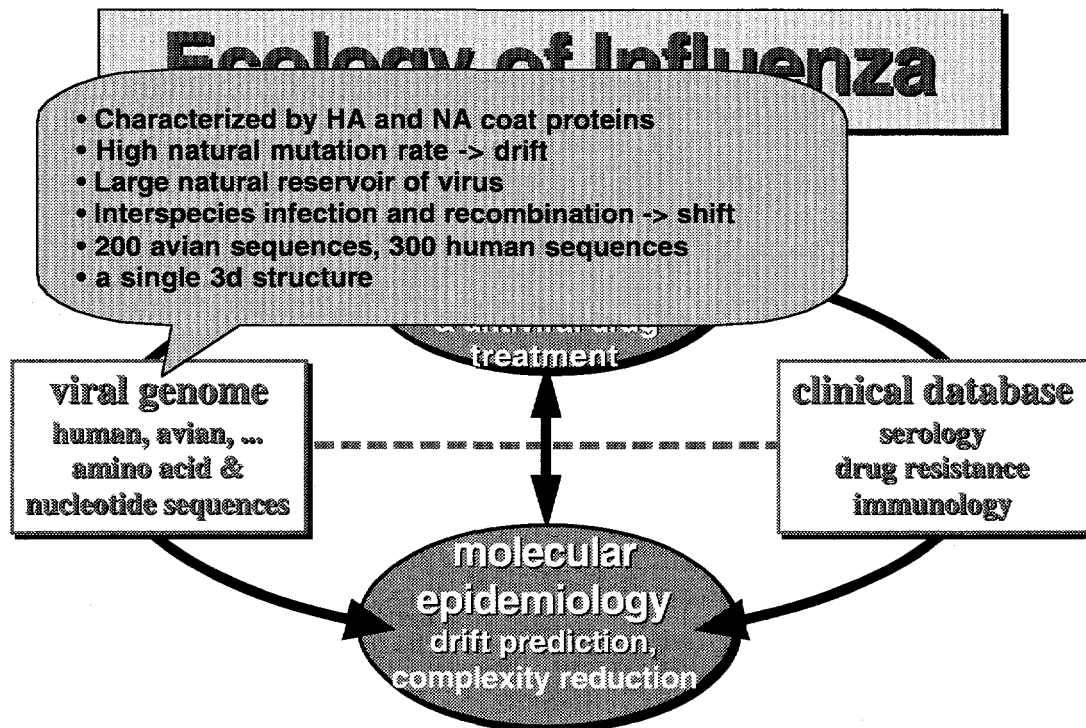 Ecology of Influenza
• Characterized by HA and NA coat proteins
• High natural mutation rate -> drift
• Large natural reservoir of virus
• Interspecies infection and recombination -> shift
• 200 avian sequences, 300 human sequences
• a single 3d structure
& antiviral drug
treatment
viral genome
human, avian, ...
amino acid &
nucleotide sequences
clinical database
serology
drug resistance
immunology
molecular
epidemiology
drift prediction,
complexity reduction